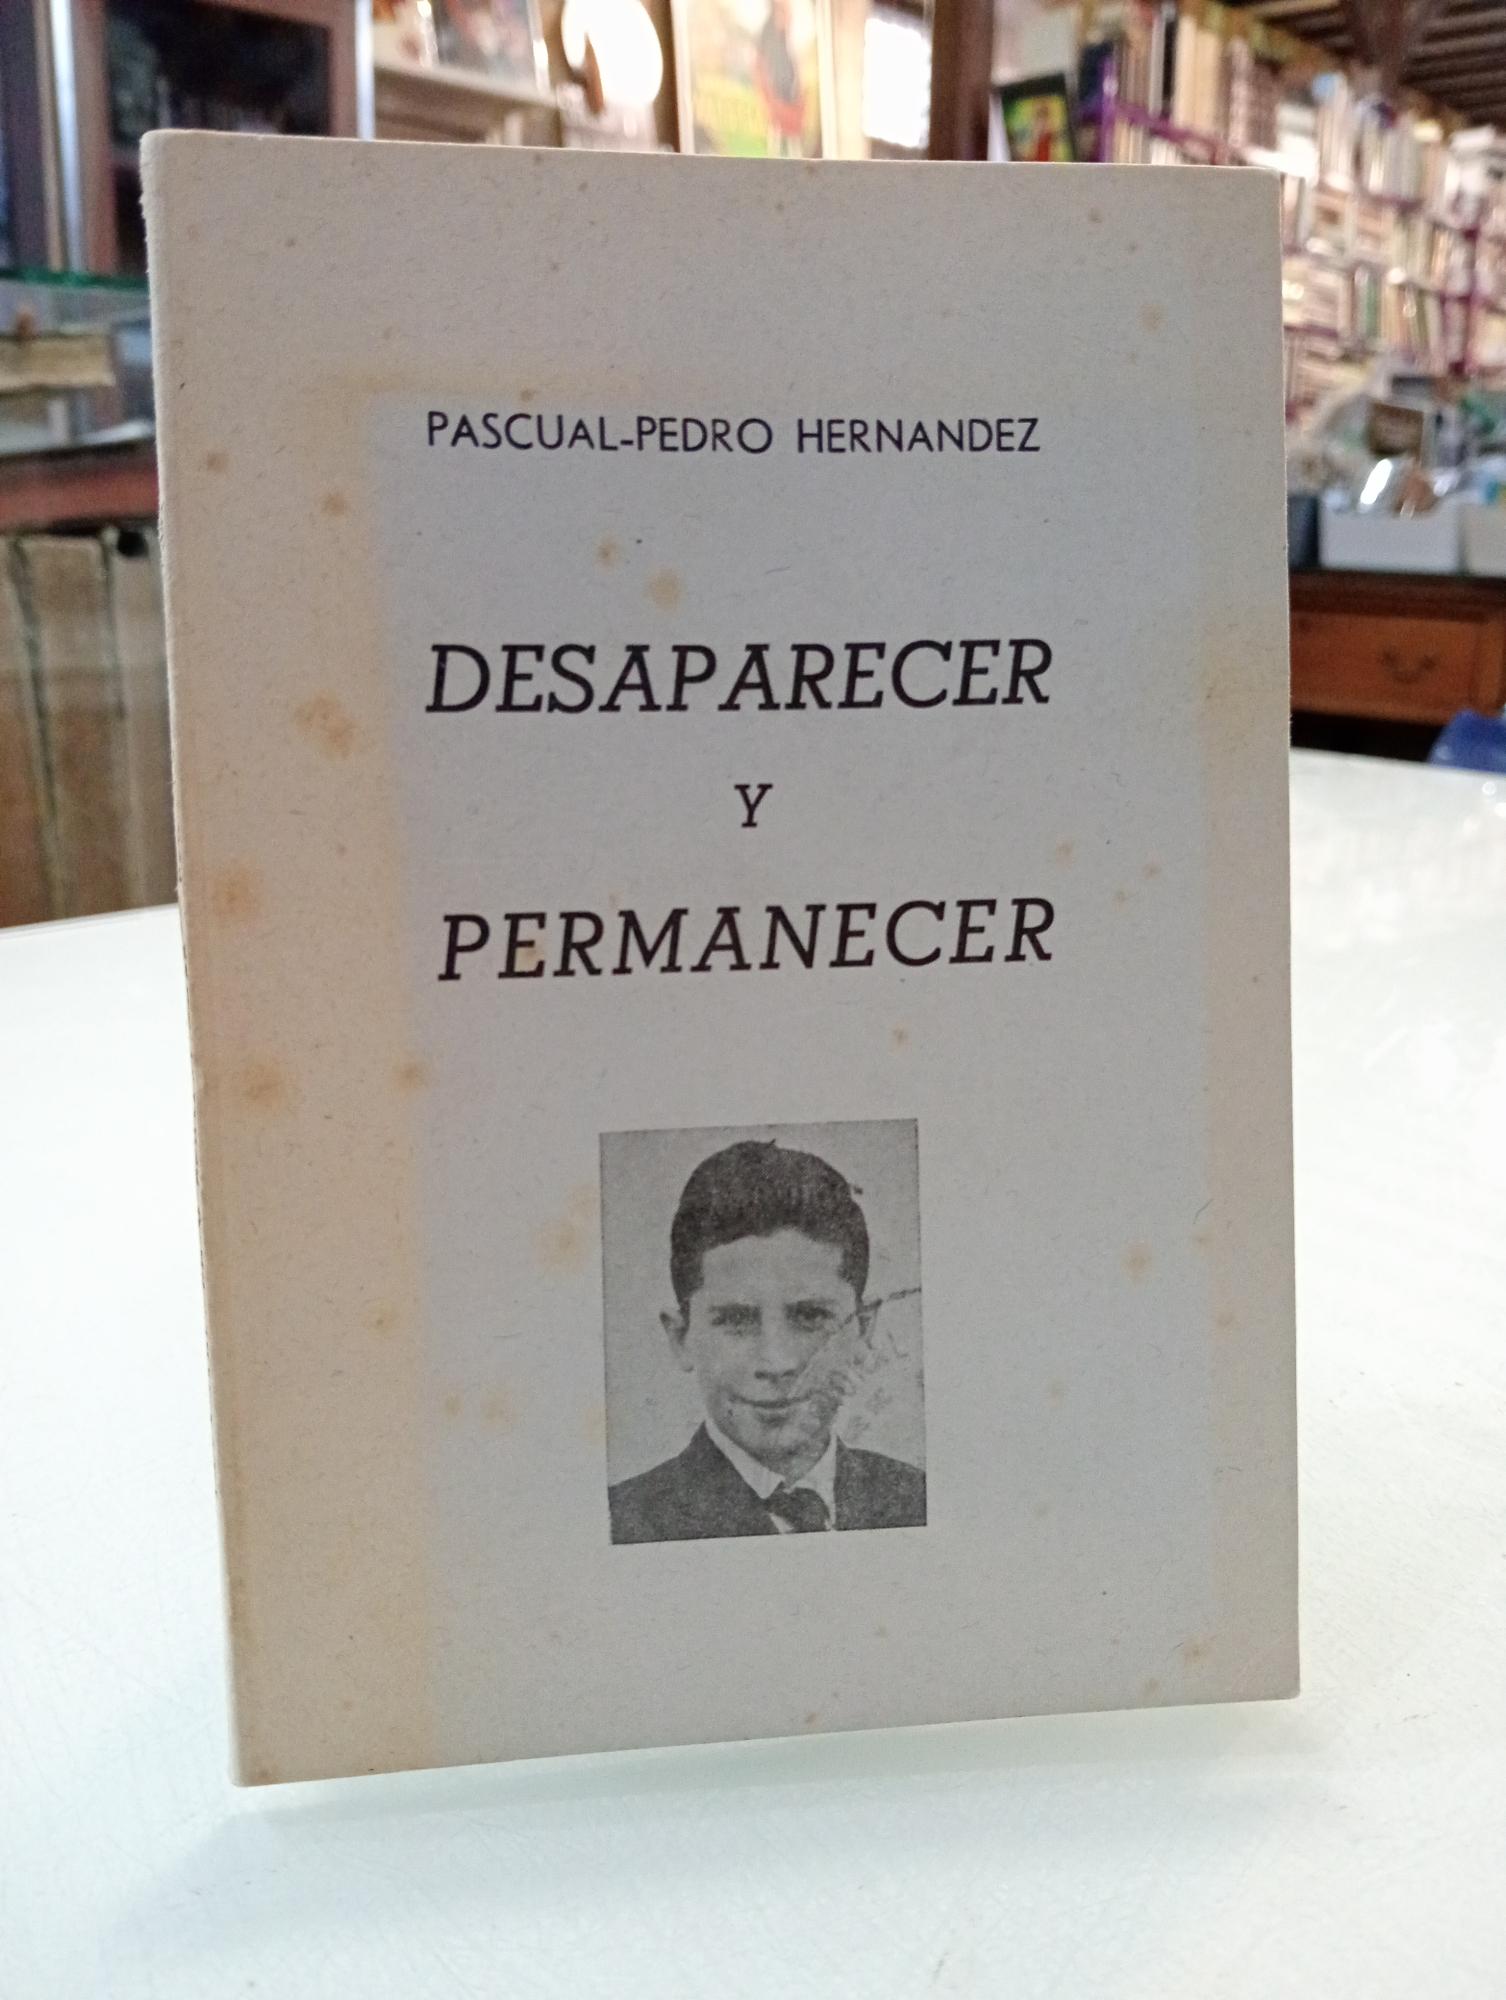 PASCUAL-PEDRO HERNANDEZ
DESAPARECER
Y
PERMANECER